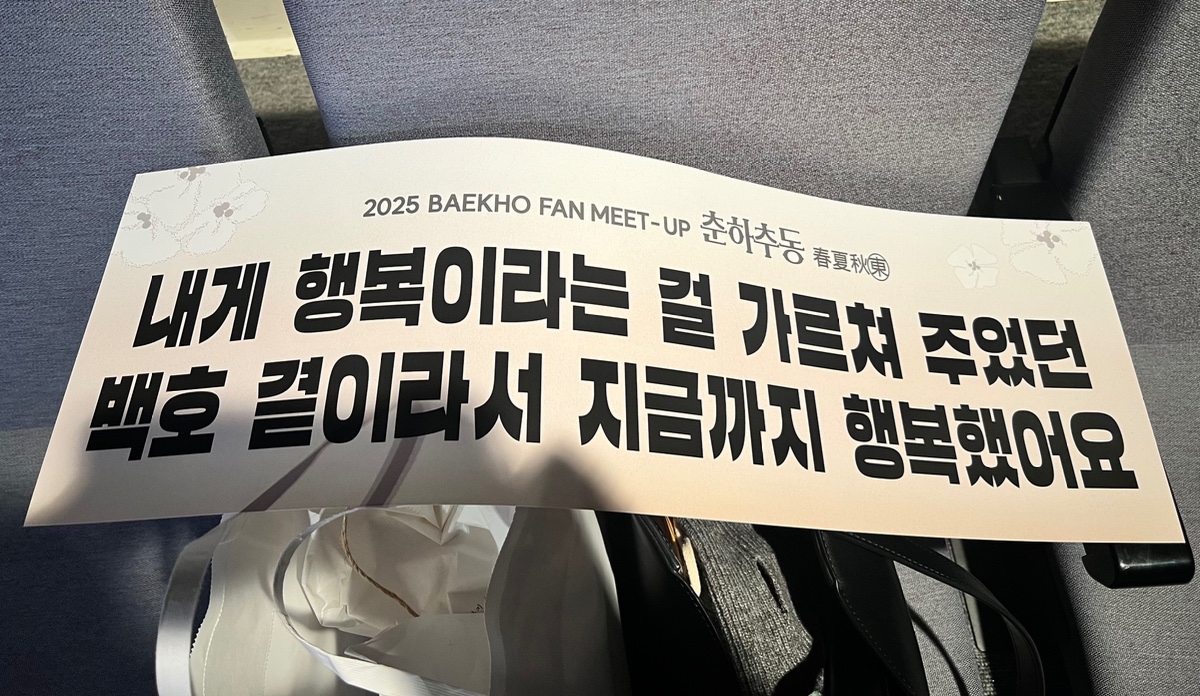 2025 BAEKHO FAN MEET-UP 춘하추동 春夏秋東
내게 행복이라는 걸 가르쳐 주었던
백호 곁이라서 지금까지 행복했어요